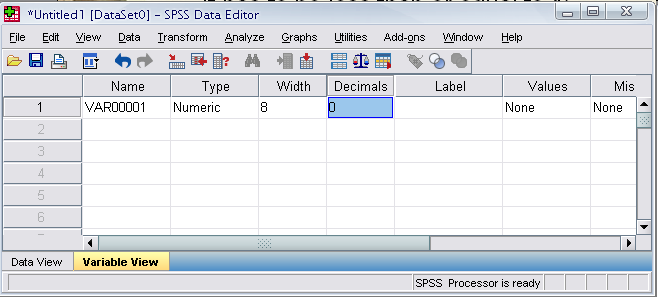 *Untitled1 [DataSet0] – SPSS Data Editor
File Edit View Data Transform Analyze Graphs Utilities Add-ons Window Help
Name Type Width Decimals Label Values Mis
1 VAR00001 Numeric 8 0 None None
2
3
4
5
6
Data View Variable View
SPSS Processor is ready